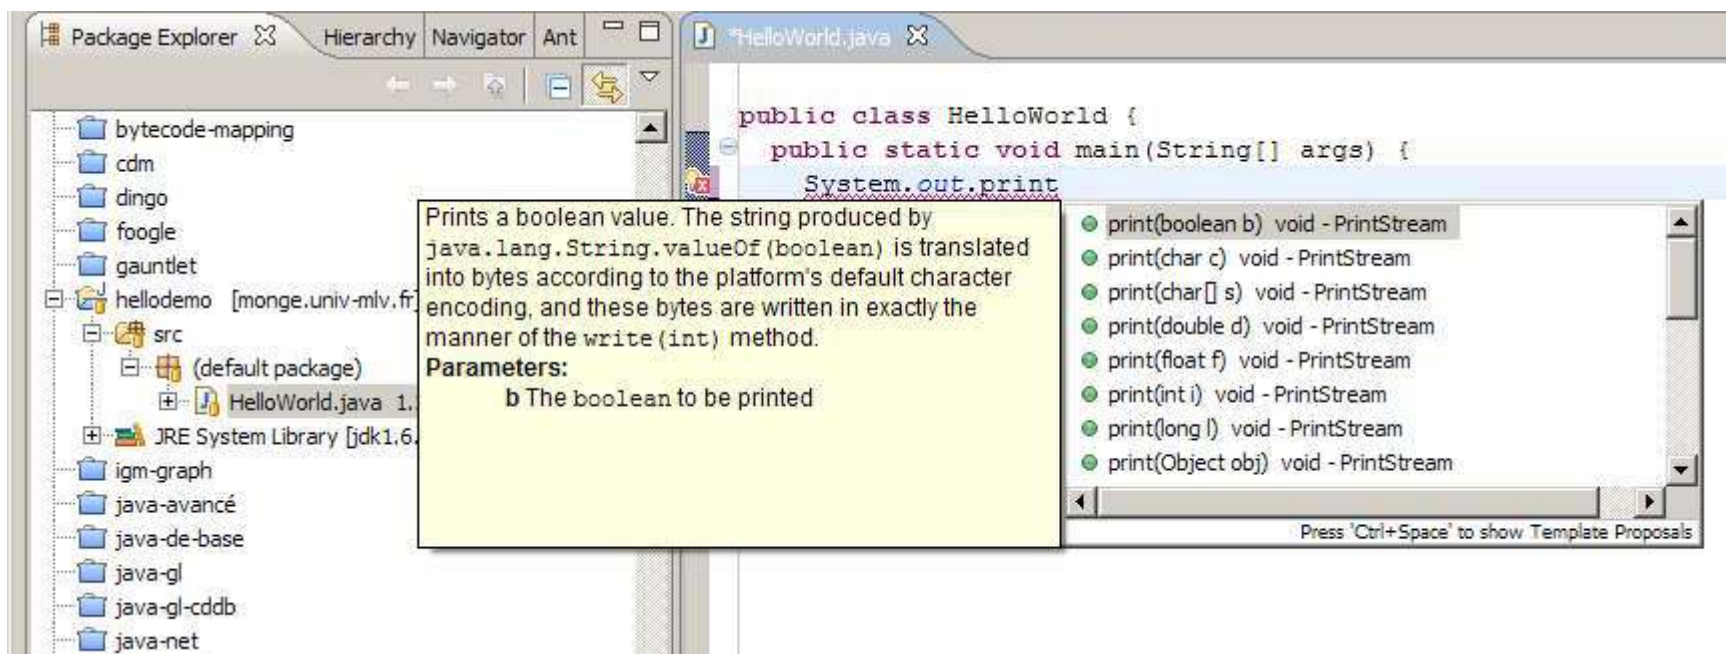 Package Explorer Hierarchy Navigator Ant
bytecode-mapping
cdm
dingo
foogle
gauntlet
hellodemo [monge.univ-mlv.fr]
src
(default package)
HelloWorld.java 1.
JRE System Library [jdk1.6.
igm-graph
java-avancé
java-de-base
java-gl
java-gl-cddb
java-net
*HelloWorld.java
public class HelloWorld {
public static void main(String[] args) {
System.out.print
Prints a boolean value. The string produced by
java.lang.String.valueOf(boolean) is translated
into bytes according to the platform's default character
encoding, and these bytes are written in exactly the
manner of the write(int) method.
Parameters:
b The boolean to be printed
print(boolean b) void - PrintStream
print(char c) void - PrintStream
print(char[] s) void - PrintStream
print(double d) void - PrintStream
print(float f) void - PrintStream
print(int i) void - PrintStream
print(long l) void - PrintStream
print(Object obj) void - PrintStream
Press 'Ctrl+Space' to show Template Proposals